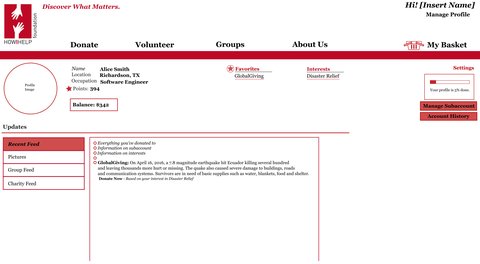 Discover What Matters.
Hi! [Insert Name]
Manage Profile
HOWIHELP
foundation
Donate
Volunteer
Groups
About Us
My Basket
Profile
Image
Name Alice Smith
Location Richardson, TX
Occupation Software Engineer
Points: 394
Balance: $342
Favorites
GlobalGiving
Interests
Disaster Relief
Settings
Your profile is 5% done.
Manage Subaccount
Account History
Updates
Recent Feed
Pictures
Group Feed
Charity Feed
Everything you're donated to
Information on subaccount
Information on interests
GlobalGiving: On April 16, 2016, a 7.8 magnitude earthquake hit Ecuador killing several hundred
and leaving thousands more hurt or missing. The quake also caused severe damage to buildings, roads
and communication systems. Survivors are in need of basic supplies such as water, blankets, food and shelter.
Donate Now - Based on your interest in Disaster Relief